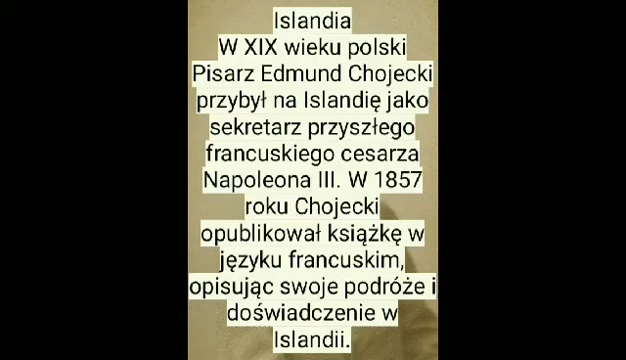 Islandia
W XIX wieku polski
Pisarz Edmund Chojecki
przybył na Islandię jako
sekretarz przyszłego
francuskiego cesarza
Napoleona III. W 1857
roku Chojecki
opublikował książkę w
języku francuskim,
opisując swoje podróże i
doświadczenie w
Islandii.